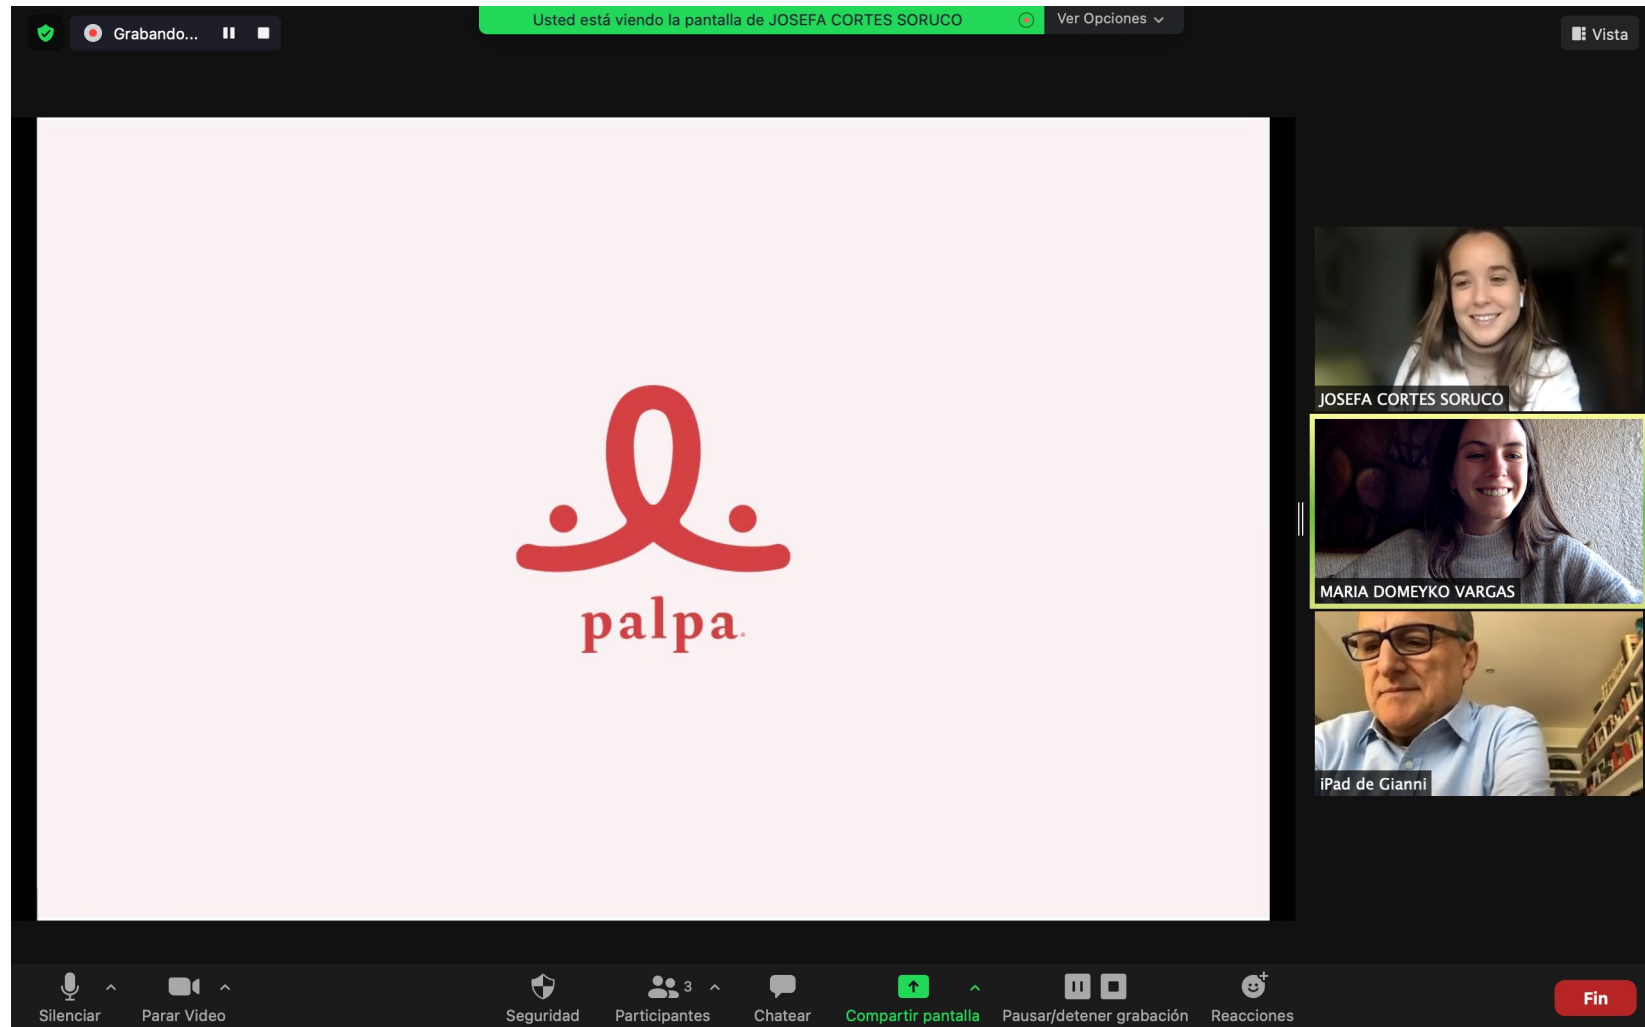 Grabando...
Usted está viendo la pantalla de JOSEFA CORTES SORUCO
Ver Opciones
Vista
palpa
JOSEFA CORTES SORUCO
MARIA DOMEYKO VARGAS
iPad de Gianni
Silenciar
Parar Video
Seguridad
3
Participantes
Chatear
Compartir pantalla
Pausar/detener grabación
Reacciones
Fin